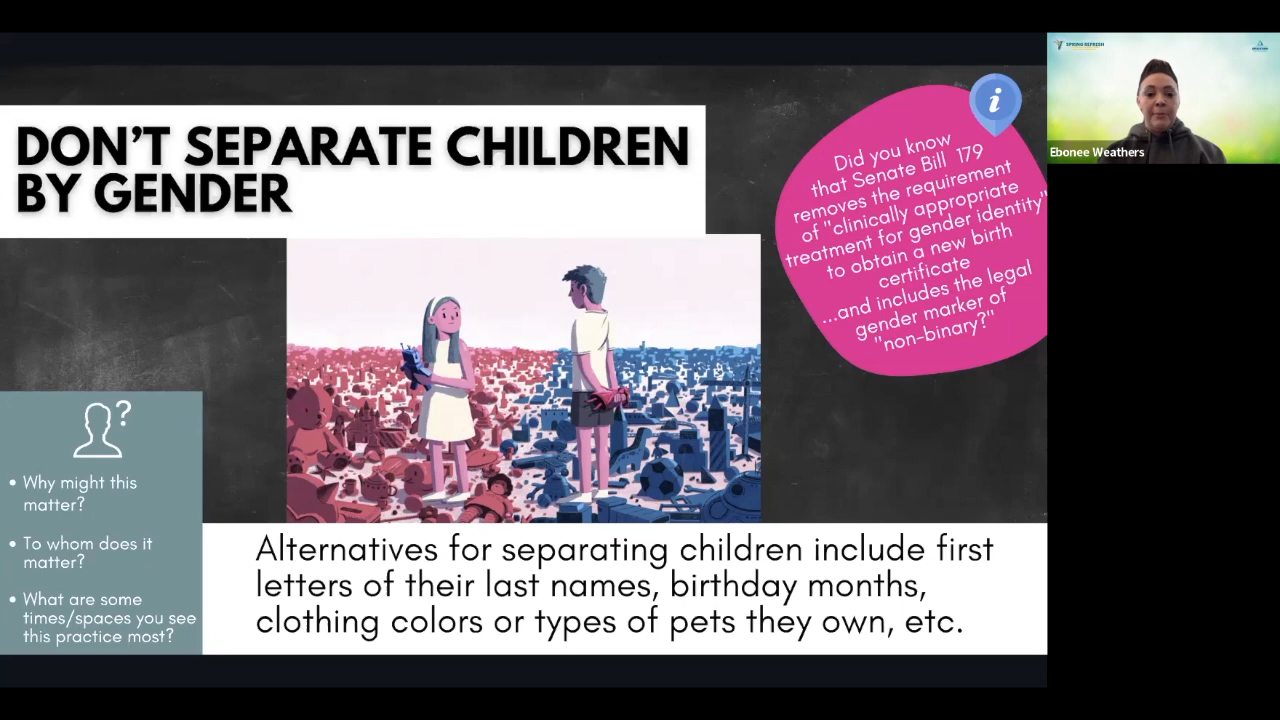 DON'T SEPARATE CHILDREN
BY GENDER
i
Did you know
that Senate Bill 179
removes the requirement
of "clinically appropriate
treatment for gender identity"
to obtain a new birth
certificate
...and includes the legal
gender marker of
"non-binary?"
?
• Why might this
matter?
• To whom does it
matter?
• What are some
times/spaces you see
this practice most?
Alternatives for separating children include first
letters of their last names, birthday months,
clothing colors or types of pets they own, etc.
SPRING REFRESH
Ebonee Weathers